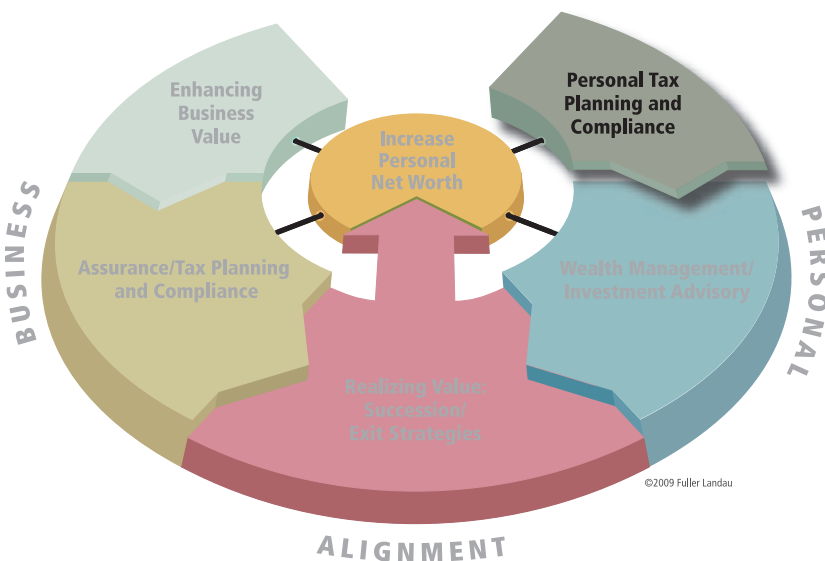 Enhancing
Business
Value
Personal Tax
Planning and
Compliance
Increase
Personal
Net Worth
BUSINESS
Assurance/Tax Planning
and Compliance
Wealth Management/
Investment Advisory
PERSONAL
Realizing Value:
Succession/
Exit Strategies
©2009 Fuller Landau
ALIGNMENT